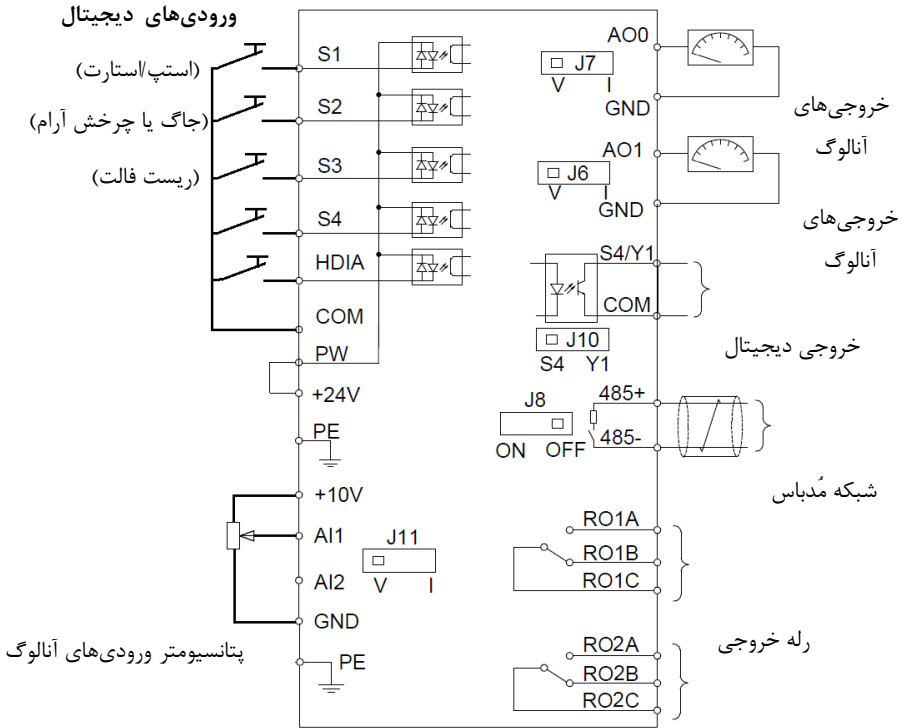 ورودی‌های دیجیتال
S1
(استپ/استارت)
S2
(جاگ یا چرخش آرام)
S3
(ریست فالت)
S4
HDIA
COM
PW
+24V
PE
+10V
AI1
AI2
GND
پتانسیومتر ورودی‌های آنالوگ
PE
J11
V I
AO0
J7
V I
GND
خروجی‌های
آنالوگ
AO1
J6
V I
GND
خروجی‌های
آنالوگ
S4/Y1
COM
J10
S4 Y1
خروجی دیجیتال
J8
ON OFF
485+
485-
شبکه مُدباس
RO1A
RO1B
RO1C
رله خروجی
RO2A
RO2B
RO2C